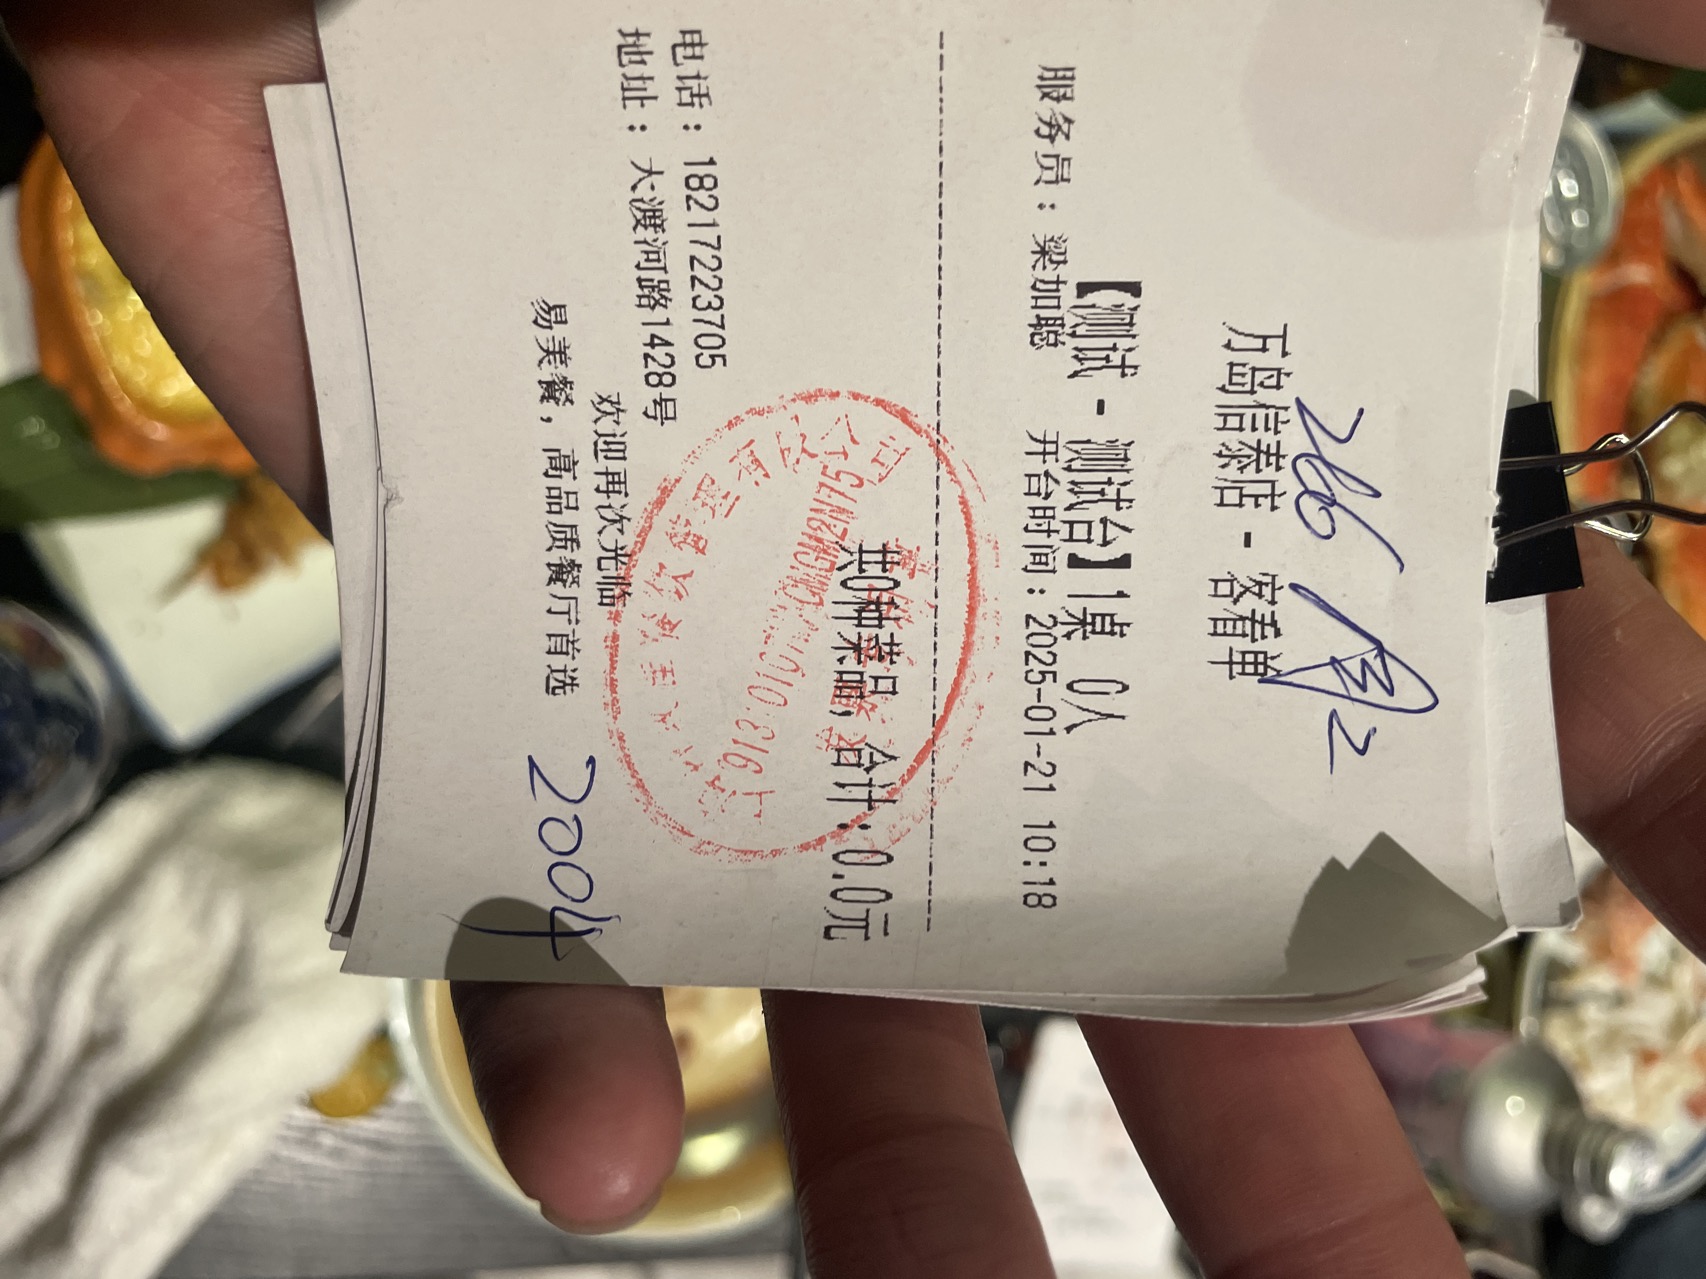 266
万岛信泰店 - 客看单
【测试 - 测试台】1桌 0人
服务员：梁加聪 开台时间：2025-01-21 10:18
共0种菜品，合计：0.0元
电话：18217223705
地址：大渡河路1428号
欢迎再次光临
易美餐，高品质餐厅首选
2004